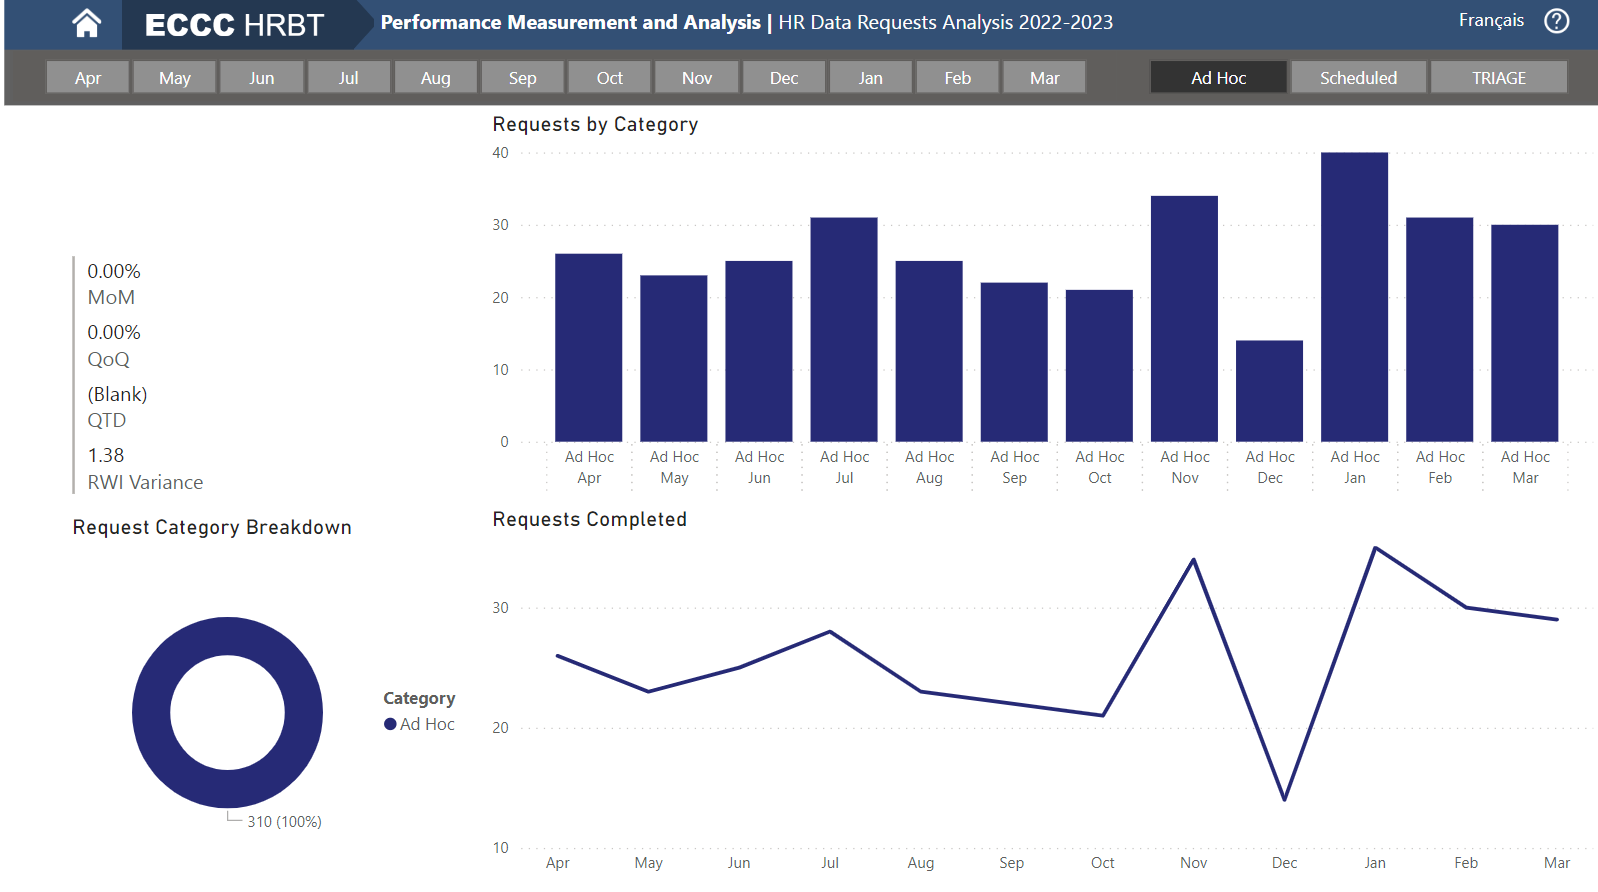 ECCC HRBT
Performance Measurement and Analysis | HR Data Requests Analysis 2022-2023
Français
?
Apr May Jun Jul Aug Sep Oct Nov Dec Jan Feb Mar
Ad Hoc Scheduled TRIAGE
0.00%
MoM
0.00%
QoQ
(Blank)
QTD
1.38
RWI Variance
Requests by Category
40
30
20
10
0
Ad Hoc Ad Hoc Ad Hoc Ad Hoc Ad Hoc Ad Hoc Ad Hoc Ad Hoc Ad Hoc Ad Hoc Ad Hoc Ad Hoc
Apr May Jun Jul Aug Sep Oct Nov Dec Jan Feb Mar
Request Category Breakdown
Category
Ad Hoc
310 (100%)
Requests Completed
30
20
10
Apr May Jun Jul Aug Sep Oct Nov Dec Jan Feb Mar